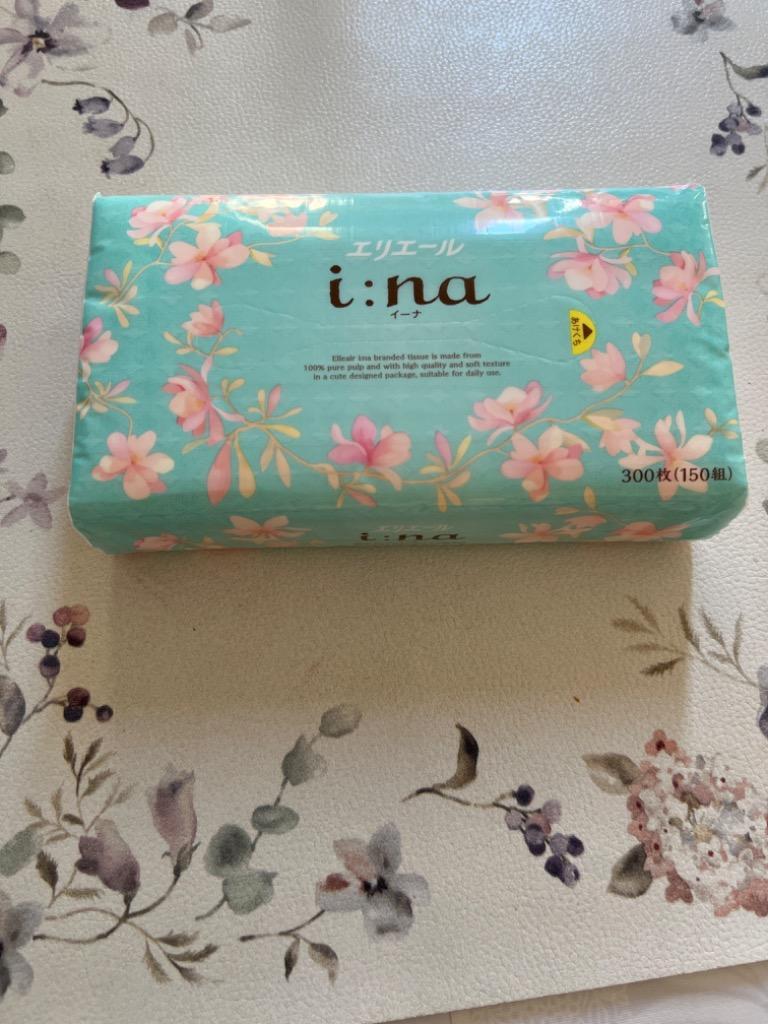 エリエール
i:na
イーナ
あけくち
Elleair i:na branded tissue is made from
100% pure pulp and with high quality and soft texture
in a cute designed package, suitable for daily use.
300枚(150組)
エリエール
i:na